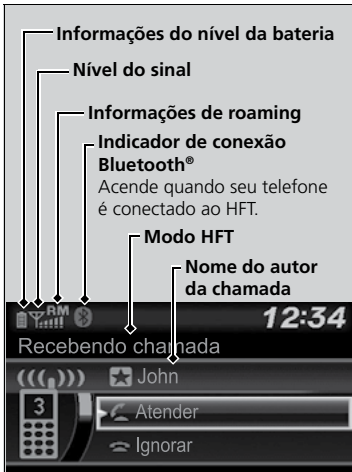 Informações do nível da bateria
Nível do sinal
Informações de roaming
Indicador de conexão
Bluetooth®
Acende quando seu telefone
é conectado ao HFT.
Modo HFT
Nome do autor
da chamada
RM
12:34
Recebendo chamada
John
3
Atender
Ignorar